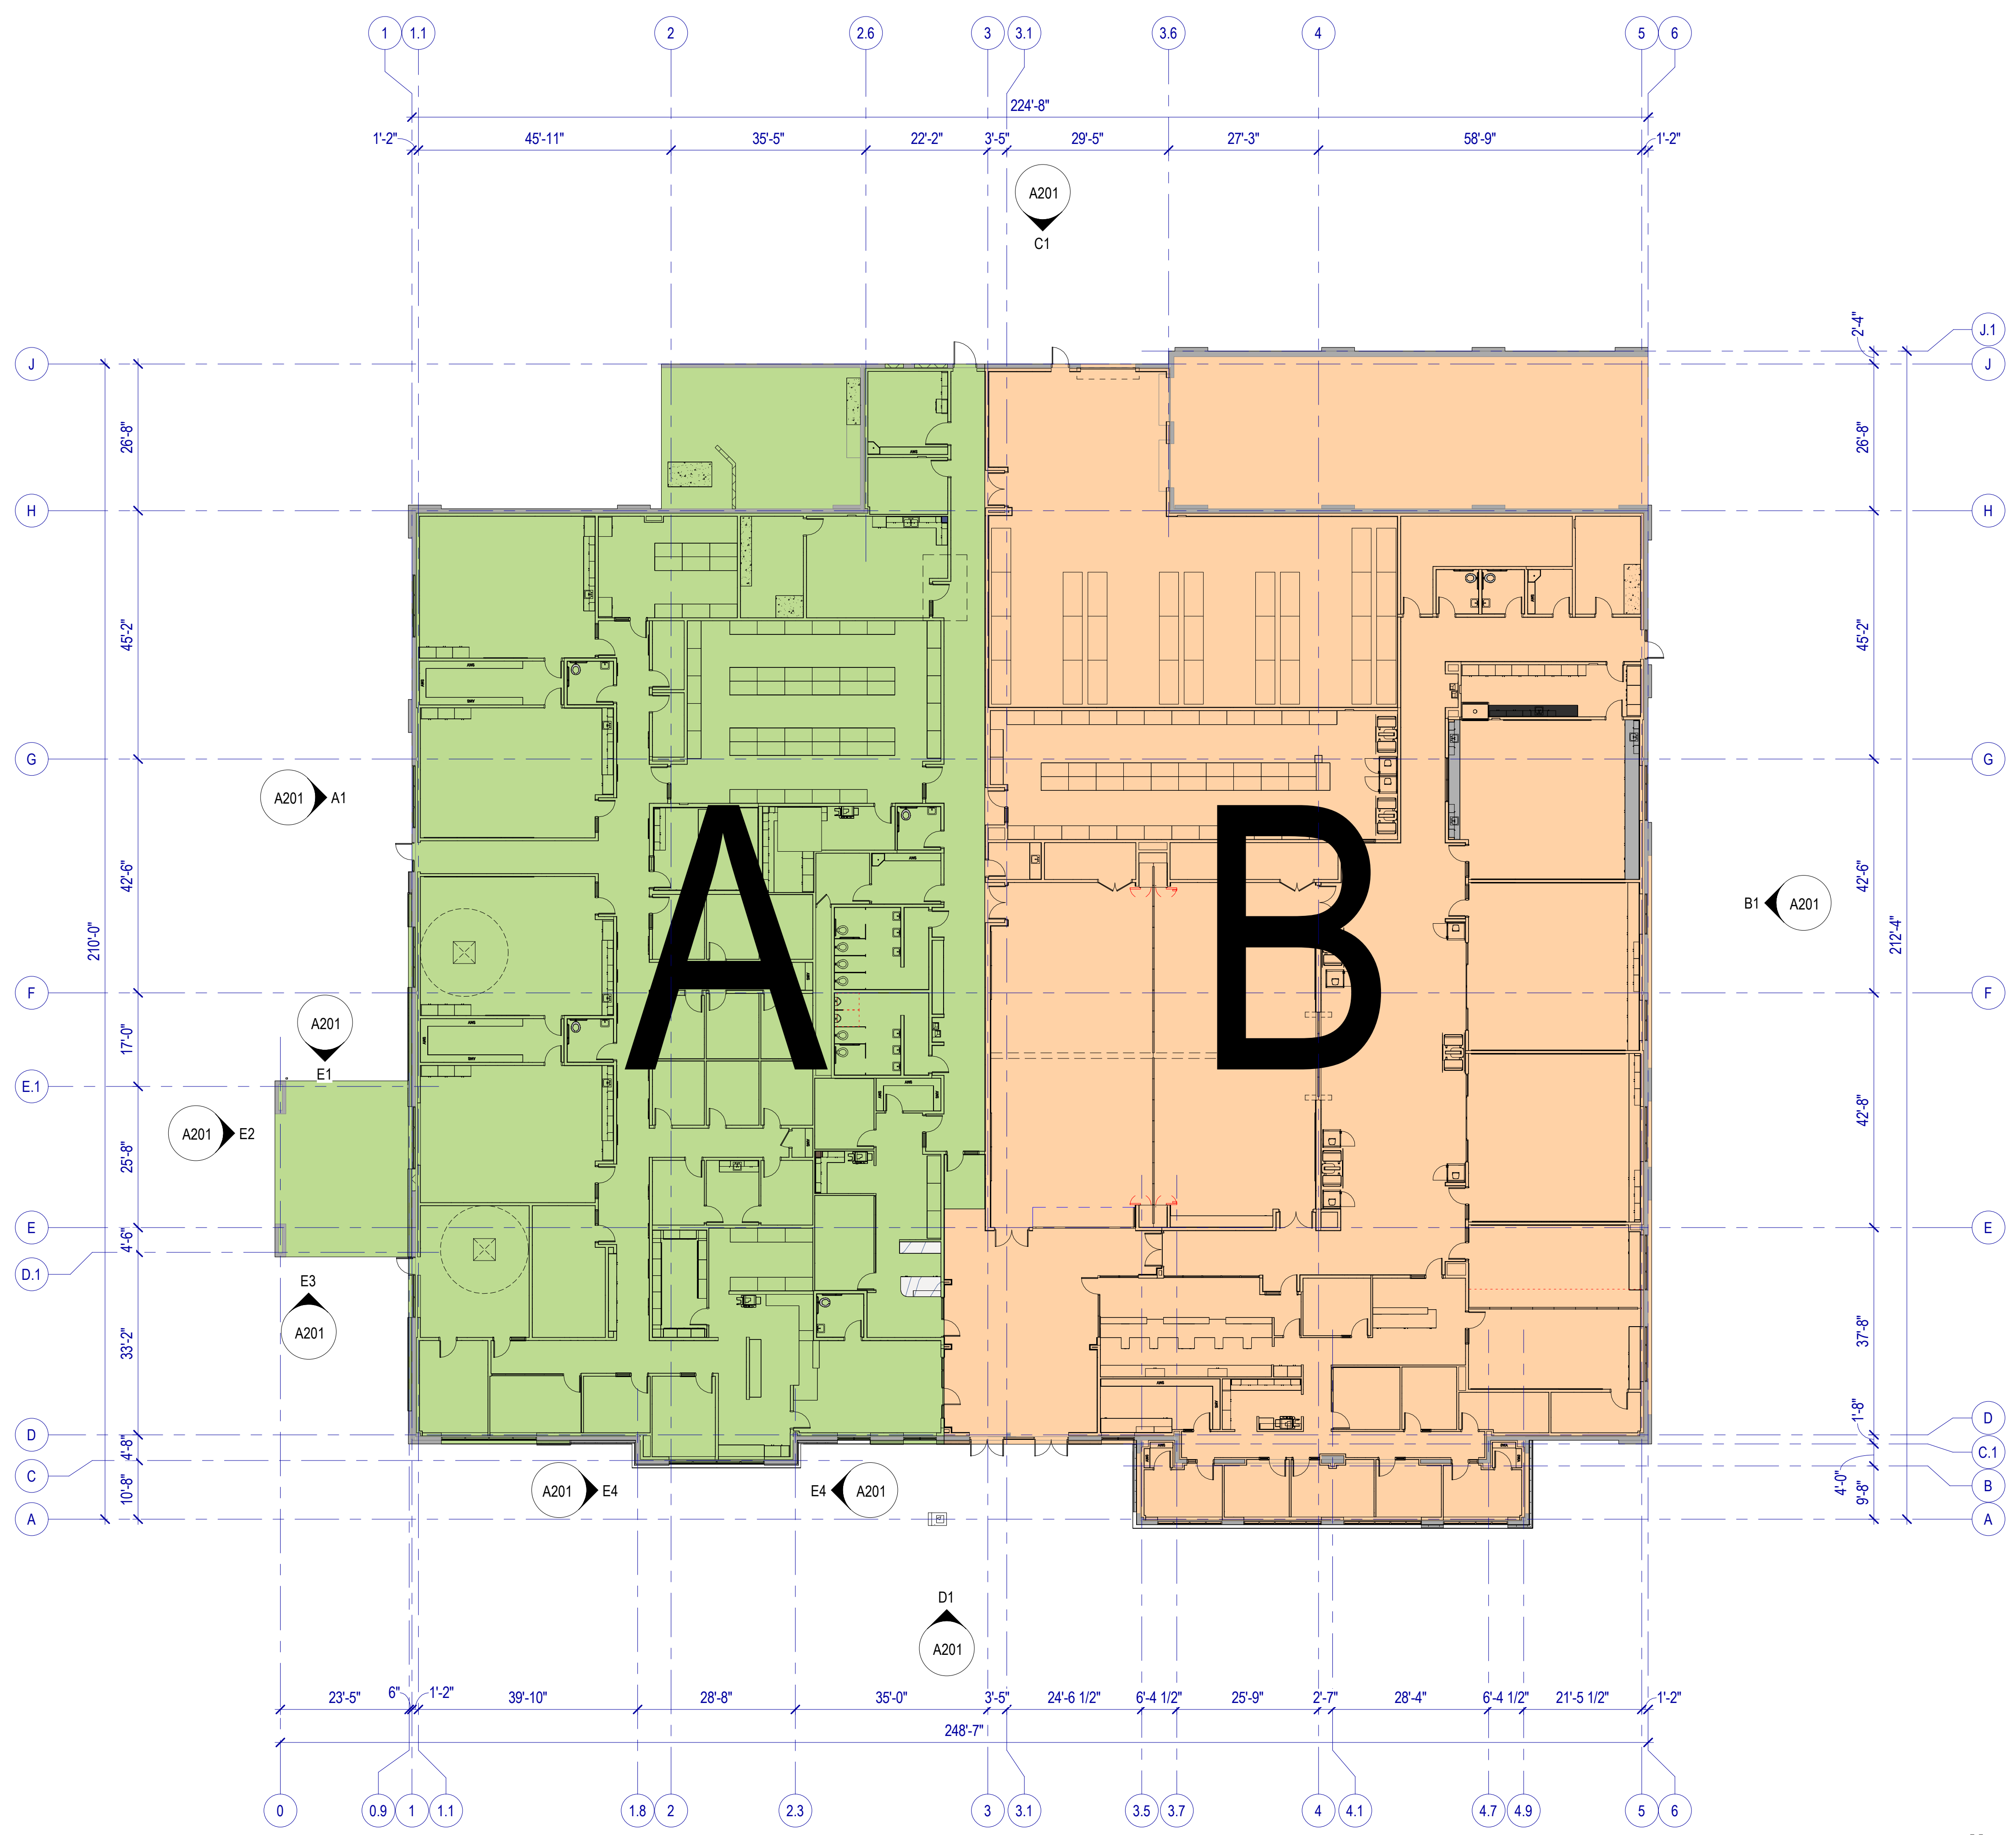 1 1.1 2 2.6 3 3.1 3.6 4 5 6
224'-8"
1'-2" 45'-11" 35'-5" 22'-2" 3'-5" 29'-5" 27'-3" 58'-9" 1'-2"
A201
C1
2'-4"
J.1
J
J
26'-8"
26'-8"
H
H
45'-2"
45'-2"
G
G
A201 A1
A
B
42'-6"
42'-6"
B1 A201
210'-0"
212'-4"
F
F
A201
E1
17'-0"
E.1
A201 E2
25'-8"
42'-8"
E
E
4'-6"
D.1
E3
A201
33'-2"
37'-8"
1'-8"
D
D
4'-8"
C
C.1
4'-0"
B
10'-8"
9'-8"
A201 E4
E4 A201
A
A
D1
A201
23'-5" 6" 1'-2" 39'-10" 28'-8" 35'-0" 3'-5" 24'-6 1/2" 6'-4 1/2" 25'-9" 2'-7" 28'-4" 6'-4 1/2" 21'-5 1/2" 1'-2"
248'-7"
0 0.9 1 1.1 1.8 2 2.3 3 3.1 3.5 3.7 4 4.1 4.7 4.9 5 6